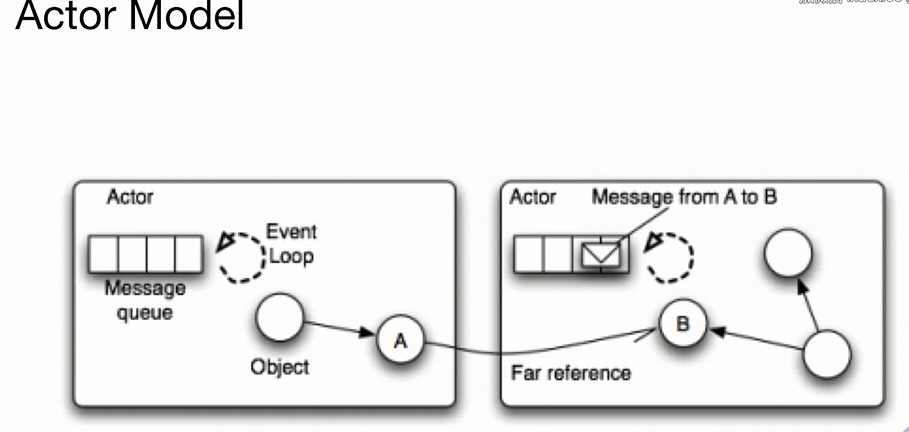 Actor Model
Actor
Event
Loop
Message
queue
A
Object
Actor
Message from A to B
B
Far reference